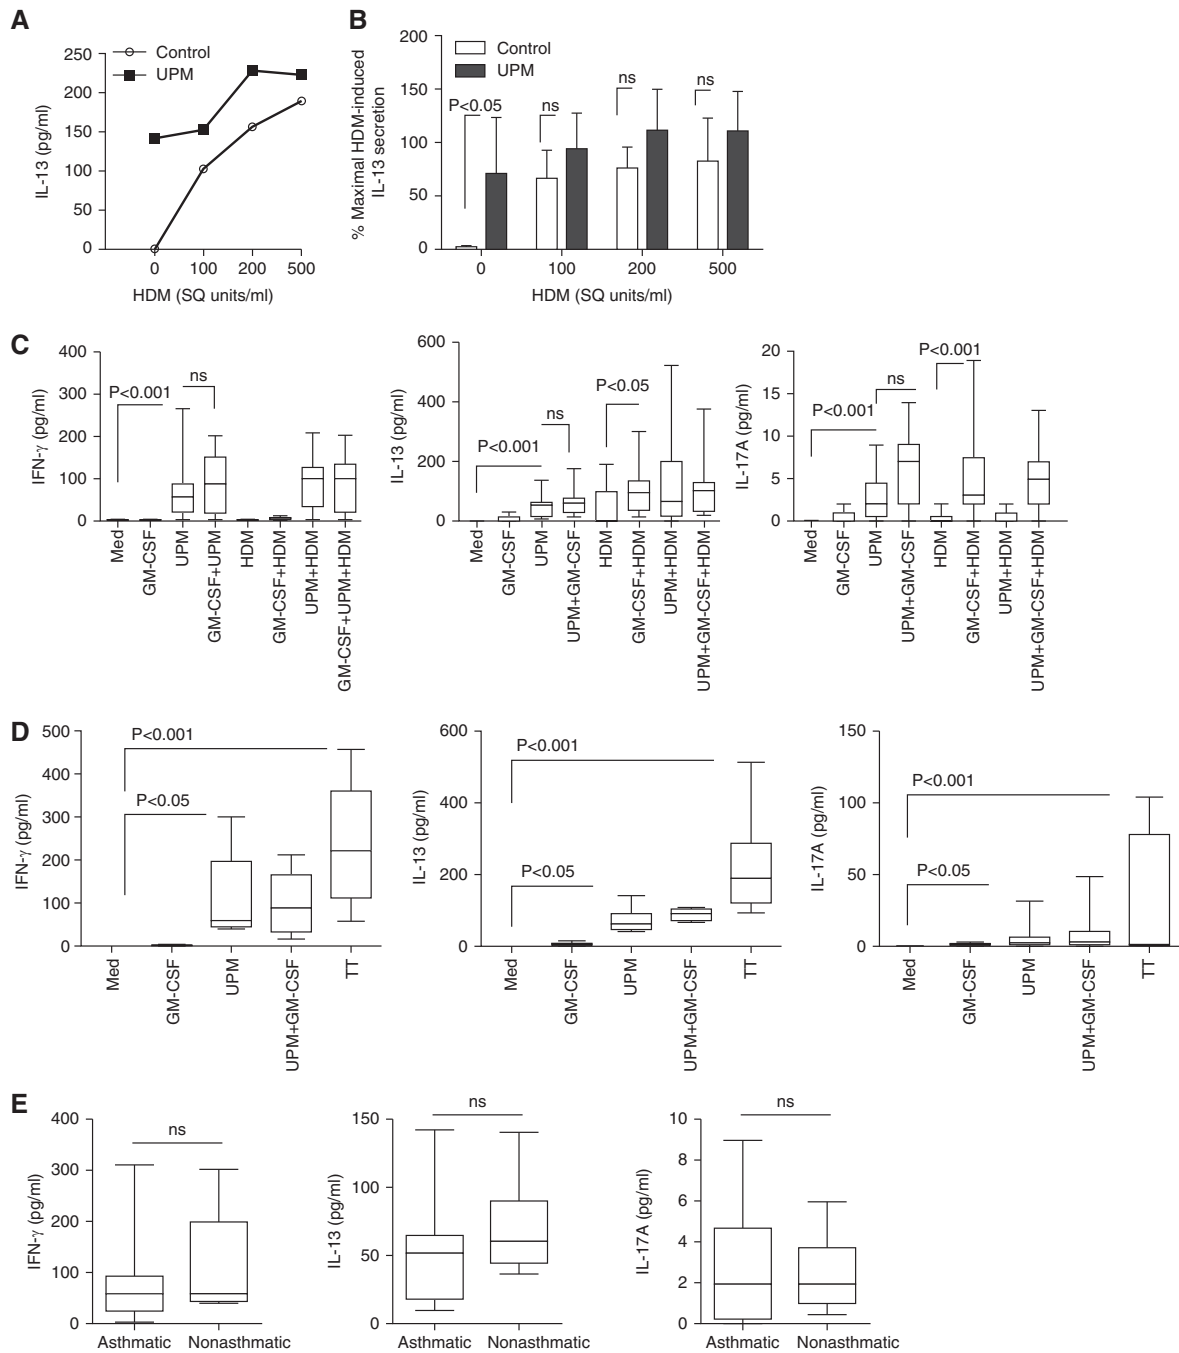 A
IL-13 (pg/ml)
250
200
150
100
50
0
Control
UPM
0 100 200 500
HDM (SQ units/ml)
B
% Maximal HDM-induced
IL-13 secretion
200
150
100
50
0
Control
UPM
P<0.05
ns
ns
ns
0 100 200 500
HDM (SQ units/ml)
C
IFN-γ (pg/ml)
400
300
200
100
0
P<0.001
ns
Med
GM-CSF
UPM
GM-CSF+UPM
HDM
GM-CSF+HDM
UPM+HDM
GM-CSF+UPM+HDM
IL-13 (pg/ml)
600
400
200
0
P<0.001
ns
P<0.05
Med
GM-CSF
UPM
UPM+GM-CSF
HDM
GM-CSF+HDM
UPM+HDM
UPM+GM-CSF+HDM
IL-17A (pg/ml)
20
15
10
5
0
P<0.001
ns
P<0.001
Med
GM-CSF
UPM
UPM+GM-CSF
HDM
GM-CSF+HDM
UPM+HDM
UPM+GM-CSF+HDM
D
IFN-γ (pg/ml)
500
400
300
200
100
0
P<0.001
P<0.05
Med
GM-CSF
UPM
UPM+GM-CSF
TT
IL-13 (pg/ml)
600
400
200
0
P<0.001
P<0.05
Med
GM-CSF
UPM
UPM+GM-CSF
TT
IL-17A (pg/ml)
150
100
50
0
P<0.001
P<0.05
Med
GM-CSF
UPM
UPM+GM-CSF
TT
E
IFN-γ (pg/ml)
400
300
200
100
0
ns
Asthmatic Nonasthmatic
IL-13 (pg/ml)
150
100
50
0
ns
Asthmatic Nonasthmatic
IL-17A (pg/ml)
10
8
6
4
2
0
ns
Asthmatic Nonasthmatic